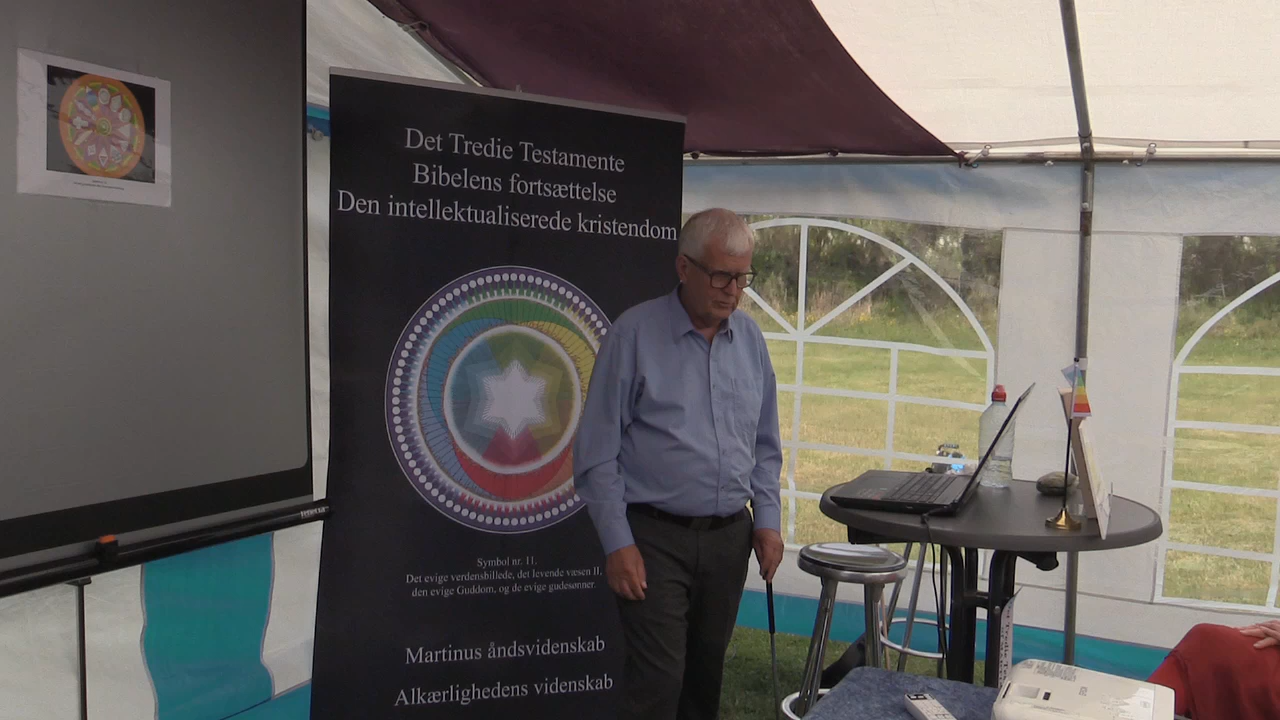 Det Tredie Testamente
Bibelens fortsættelse
Den intellektualiserede kristendom
Symbol nr. 11.
Det evige verdensbillede, det levende væsen II,
den evige Guddom, og de evige gudesønner.
Martinus åndsvidenskab
Alkærlighedens videnskab